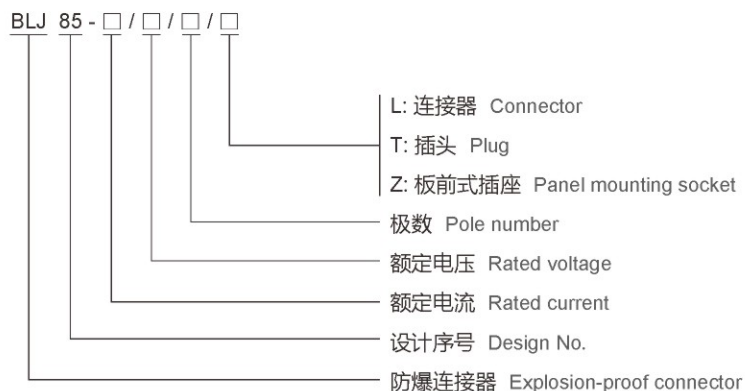 BLJ 85 - □ / □ / □ / □
L: 连接器 Connector
T: 插头 Plug
Z: 板前式插座 Panel mounting socket
极数 Pole number
额定电压 Rated voltage
额定电流 Rated current
设计序号 Design No.
防爆连接器 Explosion-proof connector